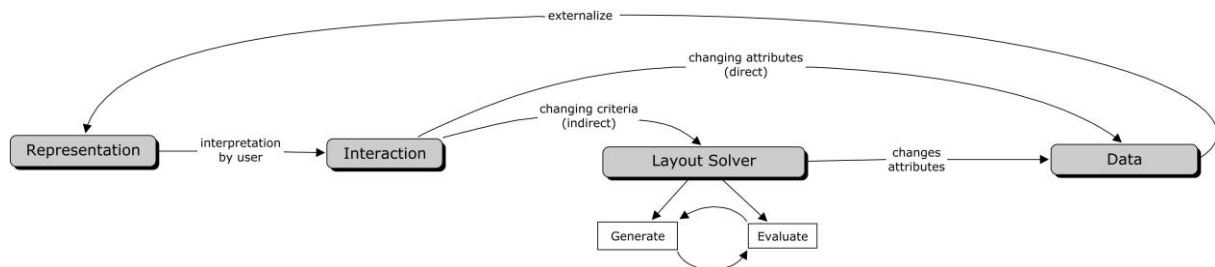 externalize
changing attributes
(direct)
changing criteria
(indirect)
Representation
interpretation
by user
Interaction
Layout Solver
changes
attributes
Data
Generate
Evaluate